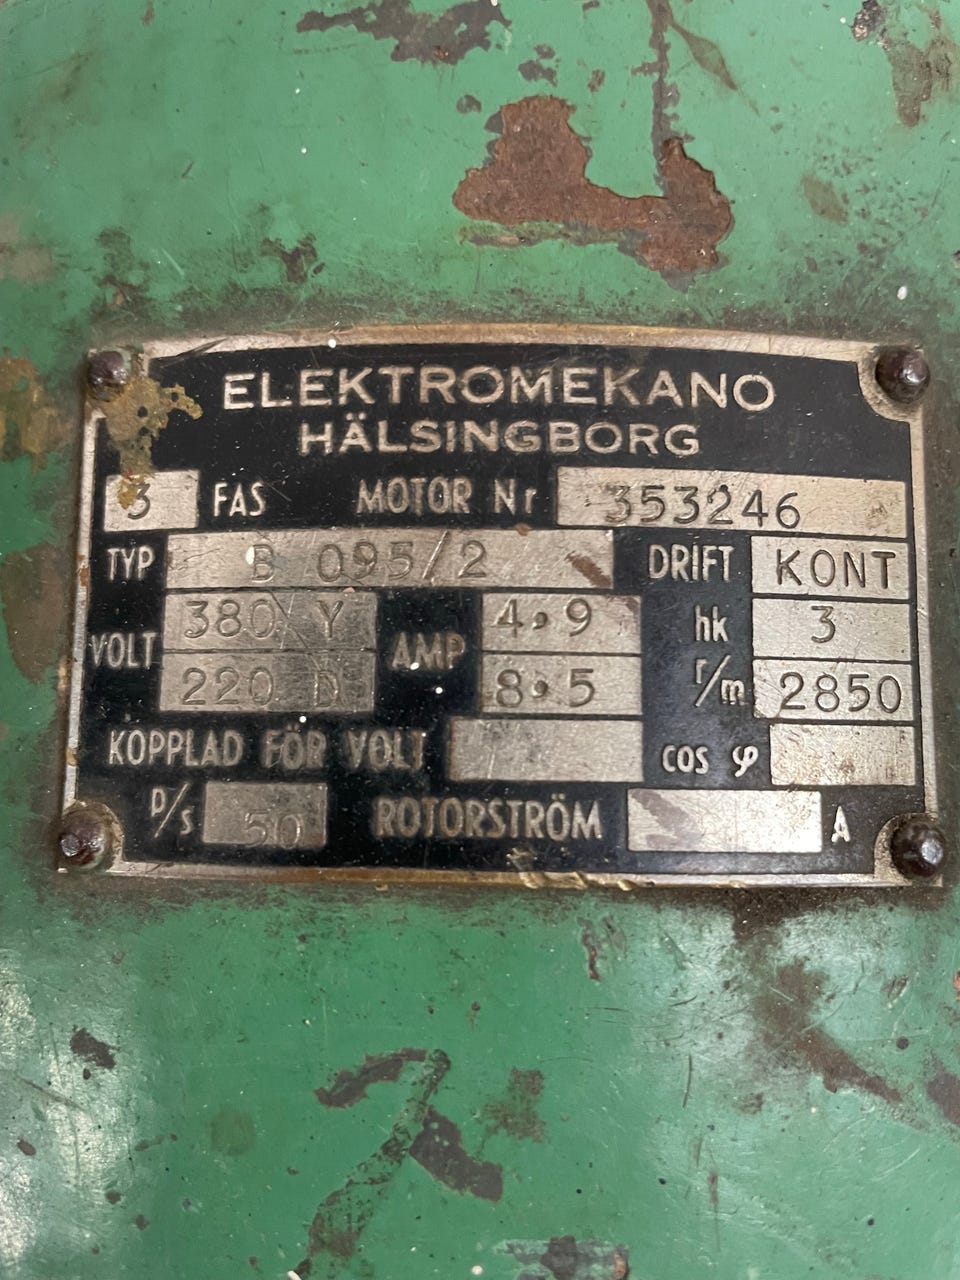 ELEKTROMEKANO
HÄLSINGBORG
3 FAS MOTOR Nr 353246
TYP B 095/2 DRIFT KONT
VOLT 380 Y AMP 4,9 hk 3
220 D 8,5 r/m 2850
KOPPLAD FÖR VOLT cos φ
p/s 50 ROTORSTRÖM A